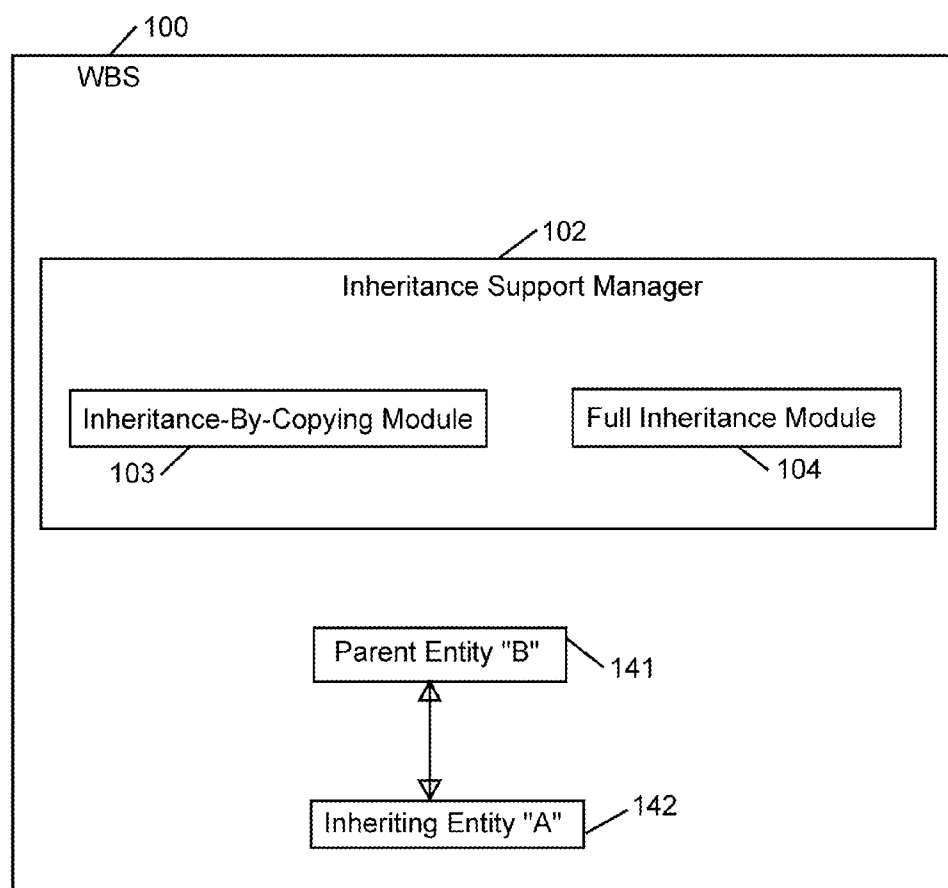 100
WBS
102
Inheritance Support Manager
Inheritance-By-Copying Module
Full Inheritance Module
103
104
Parent Entity "B"
141
Inheriting Entity "A"
142